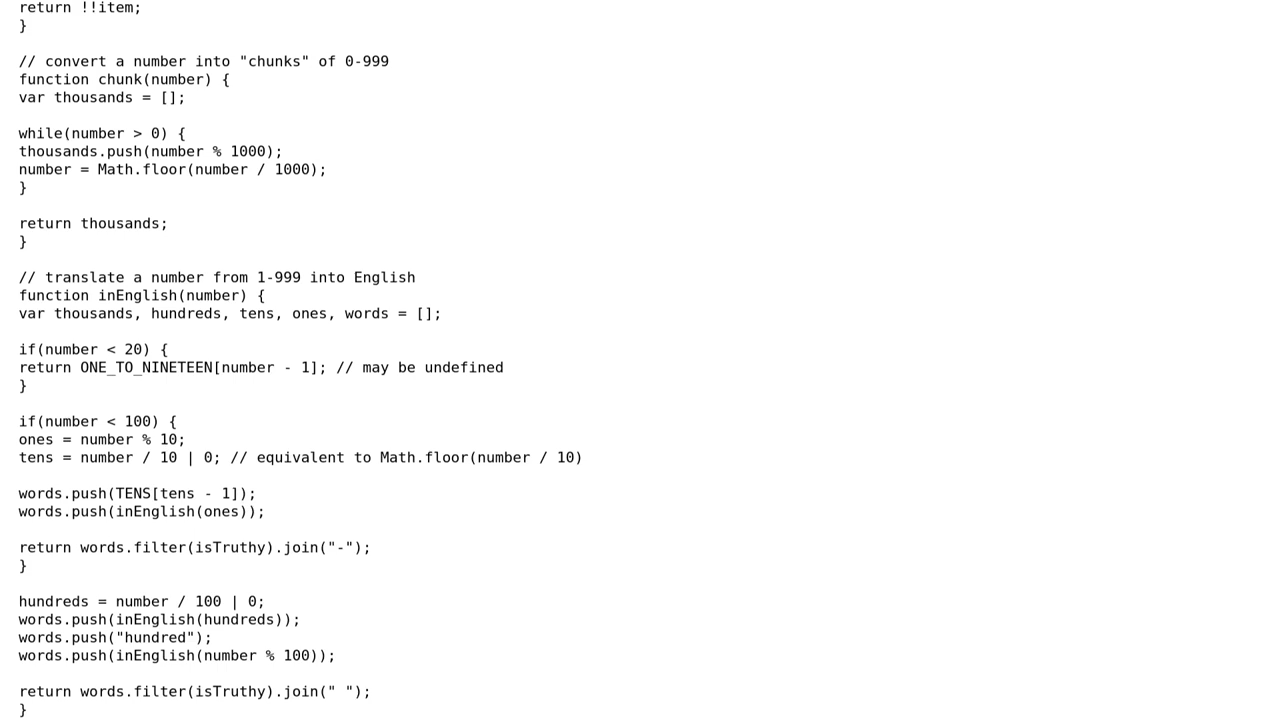 return !!item;
}
// convert a number into "chunks" of 0-999
function chunk(number) {
var thousands = [];
while(number > 0) {
thousands.push(number % 1000);
number = Math.floor(number / 1000);
}
return thousands;
}
// translate a number from 1-999 into English
function inEnglish(number) {
var thousands, hundreds, tens, ones, words = [];
if(number < 20) {
return ONE_TO_NINETEEN[number - 1]; // may be undefined
}
if(number < 100) {
ones = number % 10;
tens = number / 10 | 0; // equivalent to Math.floor(number / 10)
words.push(TENS[tens - 1]);
words.push(inEnglish(ones));
return words.filter(isTruthy).join("-");
}
hundreds = number / 100 | 0;
words.push(inEnglish(hundreds));
words.push("hundred");
words.push(inEnglish(number % 100));
return words.filter(isTruthy).join(" ");
}